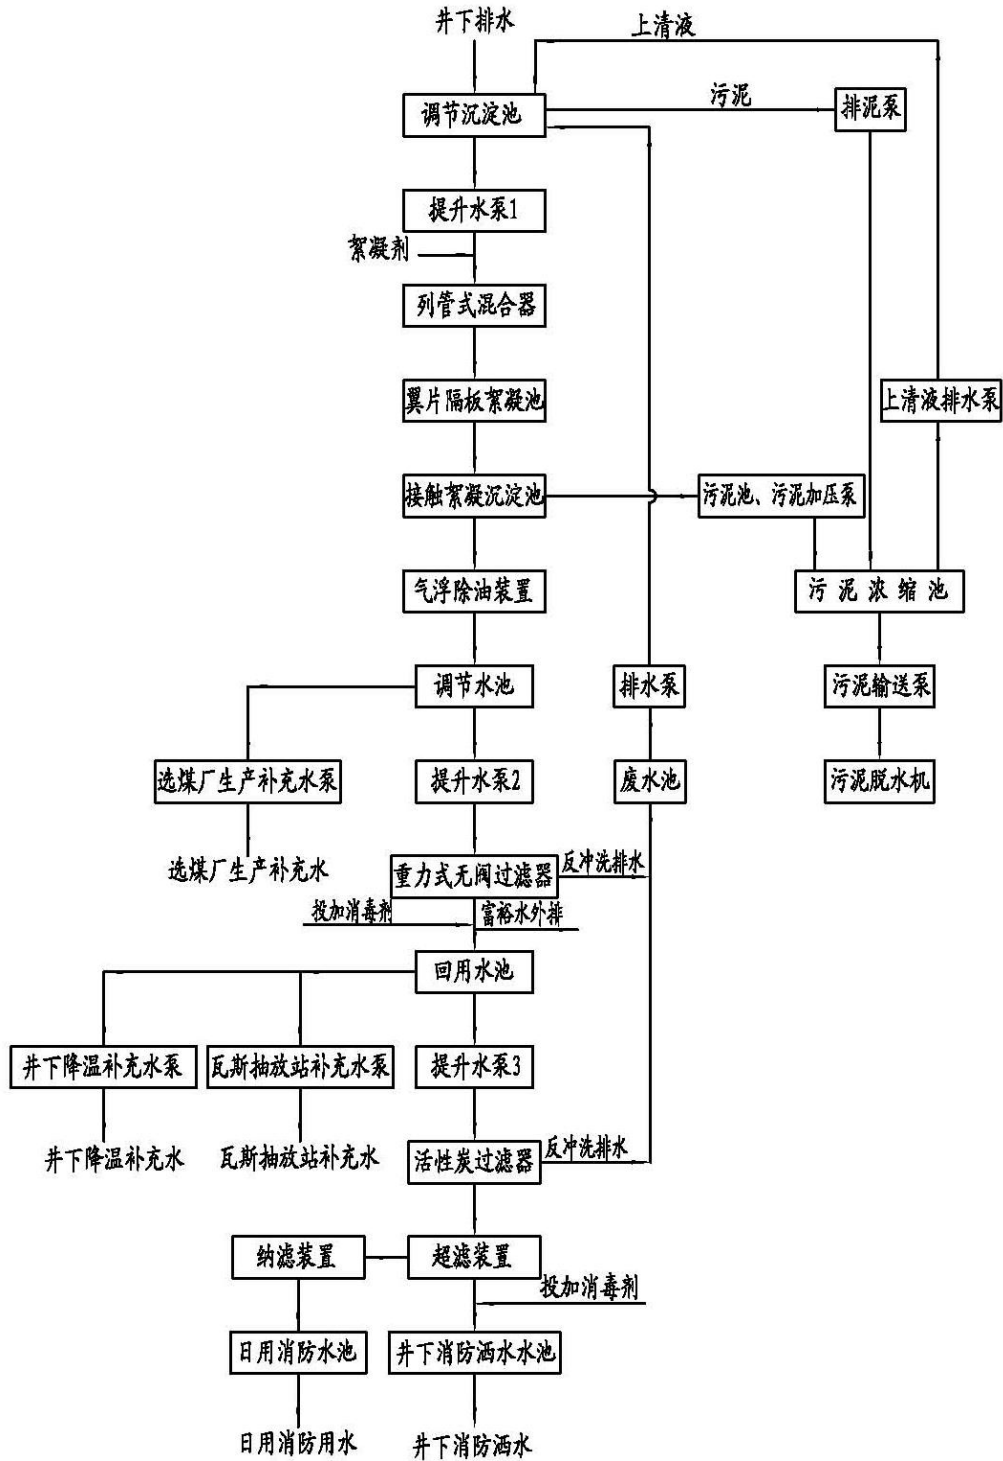 井下排水
上清液
污泥
排泥泵
调节沉淀池
提升水泵1
絮凝剂
列管式混合器
翼片隔板絮凝池
上清液排水泵
接触絮凝沉淀池
污泥池、污泥加压泵
气浮除油装置
污泥浓缩池
调节水池
排水泵
污泥输送泵
选煤厂生产补充水泵
提升水泵2
废水池
污泥脱水机
选煤厂生产补充水
重力式无阀过滤器
反冲洗排水
投加消毒剂
富裕水外排
回用水池
井下降温补充水泵
瓦斯抽放站补充水泵
提升水泵3
井下降温补充水
瓦斯抽放站补充水
活性炭过滤器
反冲洗排水
纳滤装置
超滤装置
投加消毒剂
日用消防水池
井下消防洒水水池
日用消防用水
井下消防洒水